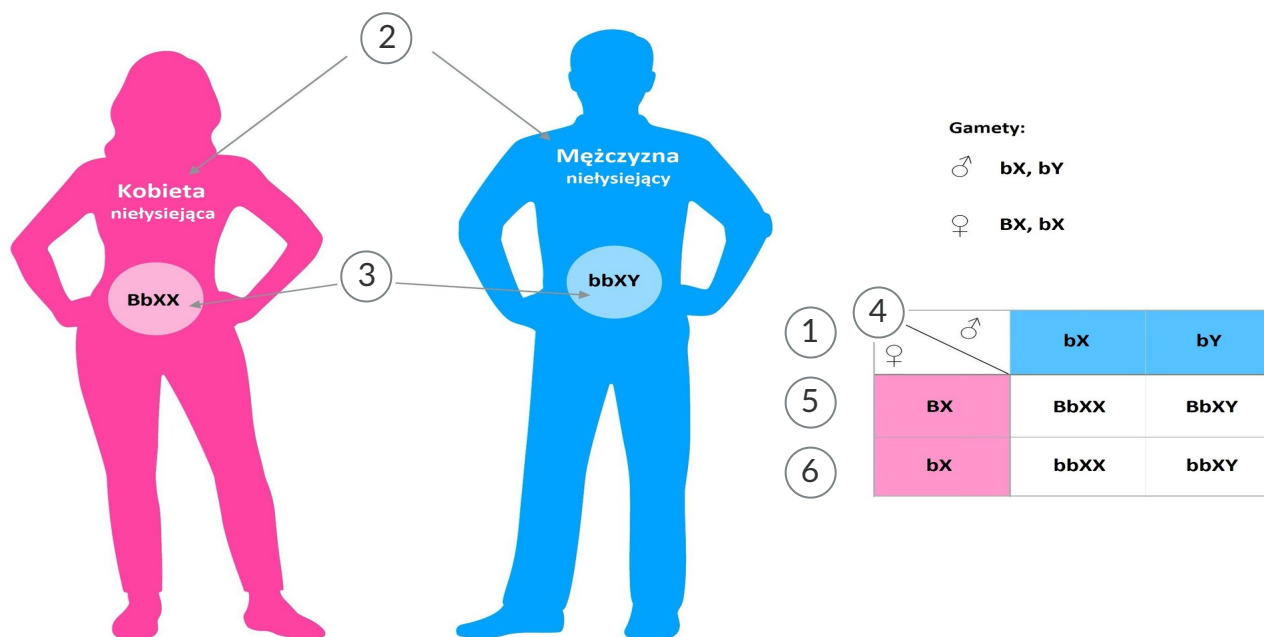 2
Kobieta
niełysiejąca
Mężczyzna
niełysiejący
3
BbXX
bbXY
Gamety:
♂ bX, bY
♀ BX, bX
1
4
♂
♀
bX bY
5
BX BbXX BbXY
6
bX bbXX bbXY